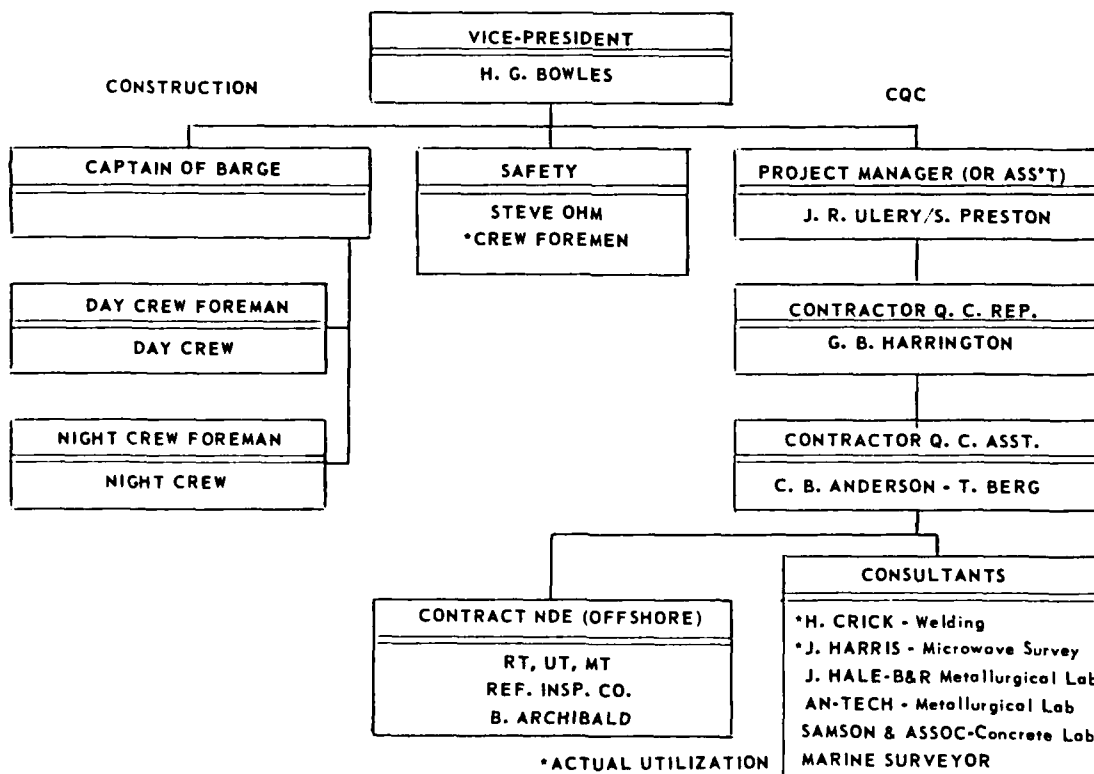 VICE-PRESIDENT
H. G. BOWLES
CONSTRUCTION
CQC
CAPTAIN OF BARGE
SAFETY
STEVE OHM
*CREW FOREMEN
PROJECT MANAGER (OR ASS'T)
J. R. ULERY/S. PRESTON
DAY CREW FOREMAN
DAY CREW
CONTRACTOR Q. C. REP.
G. B. HARRINGTON
NIGHT CREW FOREMAN
NIGHT CREW
CONTRACTOR Q. C. ASST.
C. B. ANDERSON - T. BERG
CONTRACT NDE (OFFSHORE)
RT, UT, MT
REF. INSP. CO.
B. ARCHIBALD
CONSULTANTS
*H. CRICK - Welding
*J. HARRIS - Microwave Survey
J. HALE-B&R Metallurgical Lab
AN-TECH - Metallurgical Lab
SAMSON & ASSOC-Concrete Lab
MARINE SURVEYOR
*ACTUAL UTILIZATION